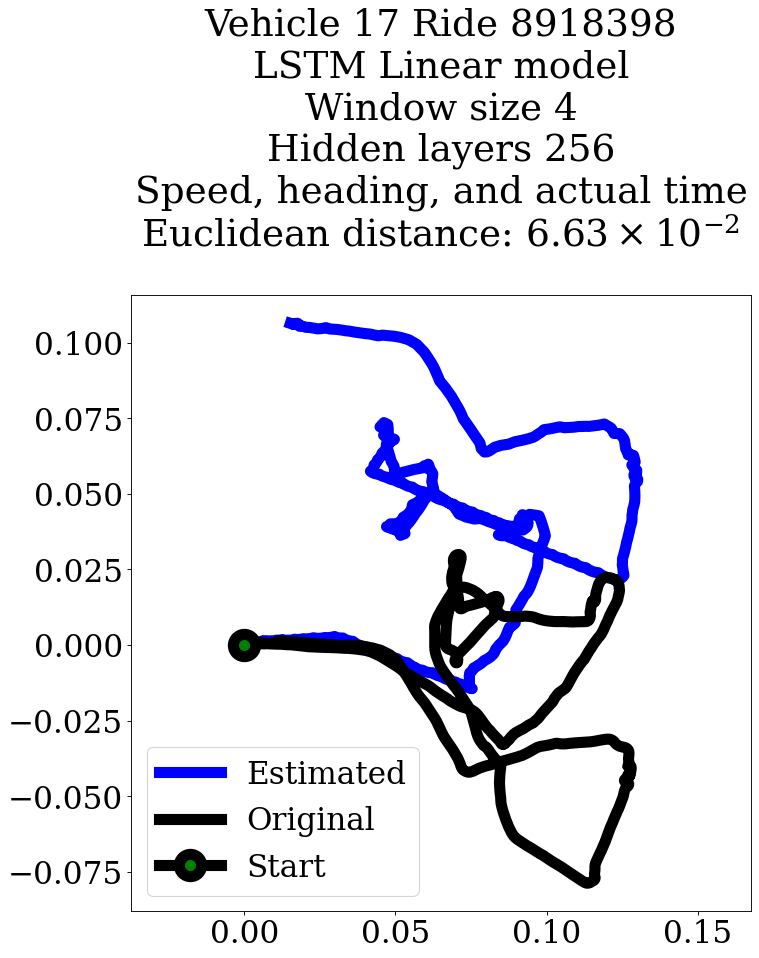 Vehicle 17 Ride 8918398
LSTM Linear model
Window size 4
Hidden layers 256
Speed, heading, and actual time
Euclidean distance: 6.63 × 10⁻²
0.100
0.075
0.050
0.025
0.000
−0.025
−0.050
−0.075
Estimated
Original
Start
0.00 0.05 0.10 0.15